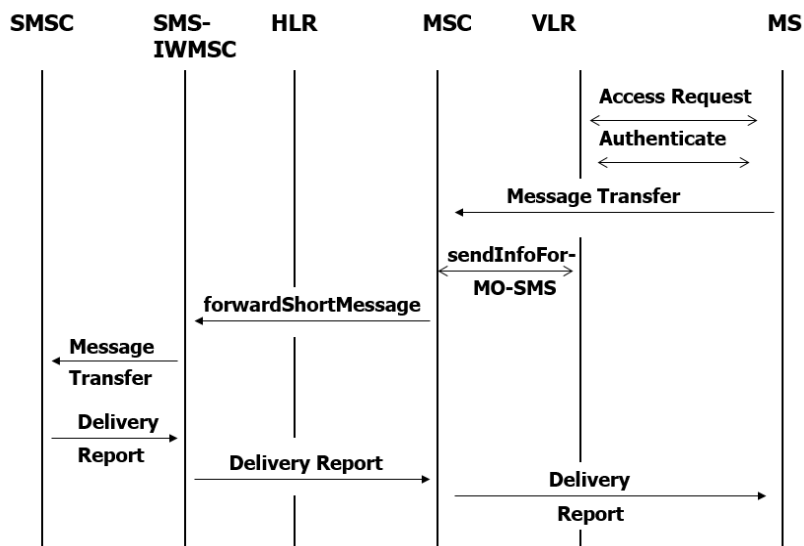 SMSC
SMS-
IWMSC
HLR
MSC
VLR
MS
Access Request
Authenticate
Message Transfer
sendInfoFor-
MO-SMS
forwardShortMessage
Message
Transfer
Delivery
Report
Delivery Report
Delivery
Report